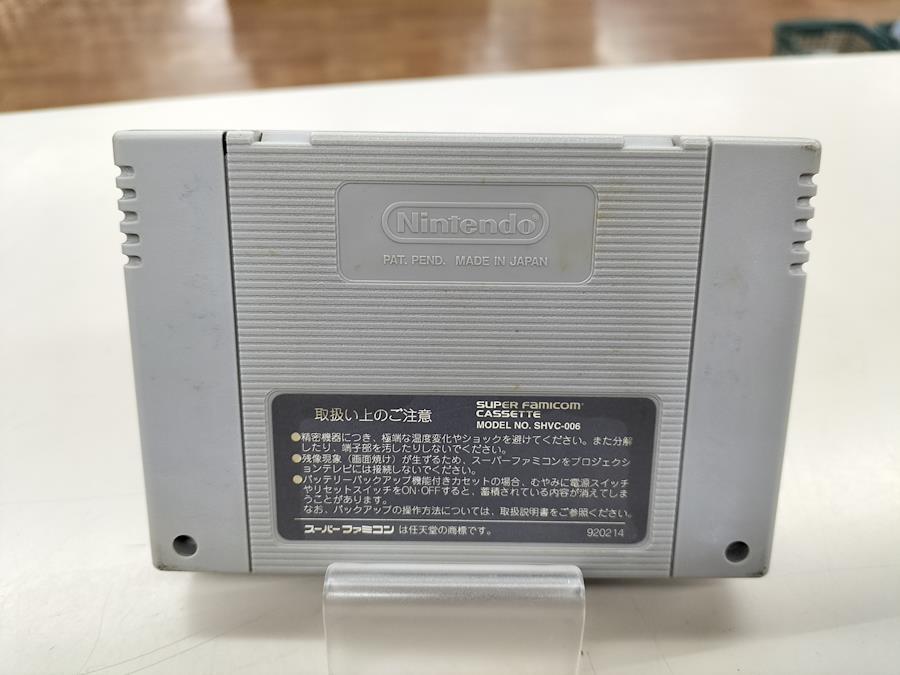 Nintendo®
PAT. PEND. MADE IN JAPAN
取扱い上のご注意
SUPER FAMICOM
CASSETTE
MODEL NO. SHVC-006
●精密機器につき、極端な温度変化やショックを避けてください。また分解
したり、端子部を汚したりしないでください。
●残像現象（画面焼け）が生ずるため、スーパーファミコンをプロジェクシ
ョンテレビには接続しないでください。
●バッテリーバックアップ機能付きカセットの場合、むやみに電源スイッチ
やリセットスイッチをON・OFFすると、蓄積されている内容が消えてしま
うことがあります。
なお、バックアップの操作方法については、取扱説明書をご参照ください。
スーパーファミコンは任天堂の商標です。
920214